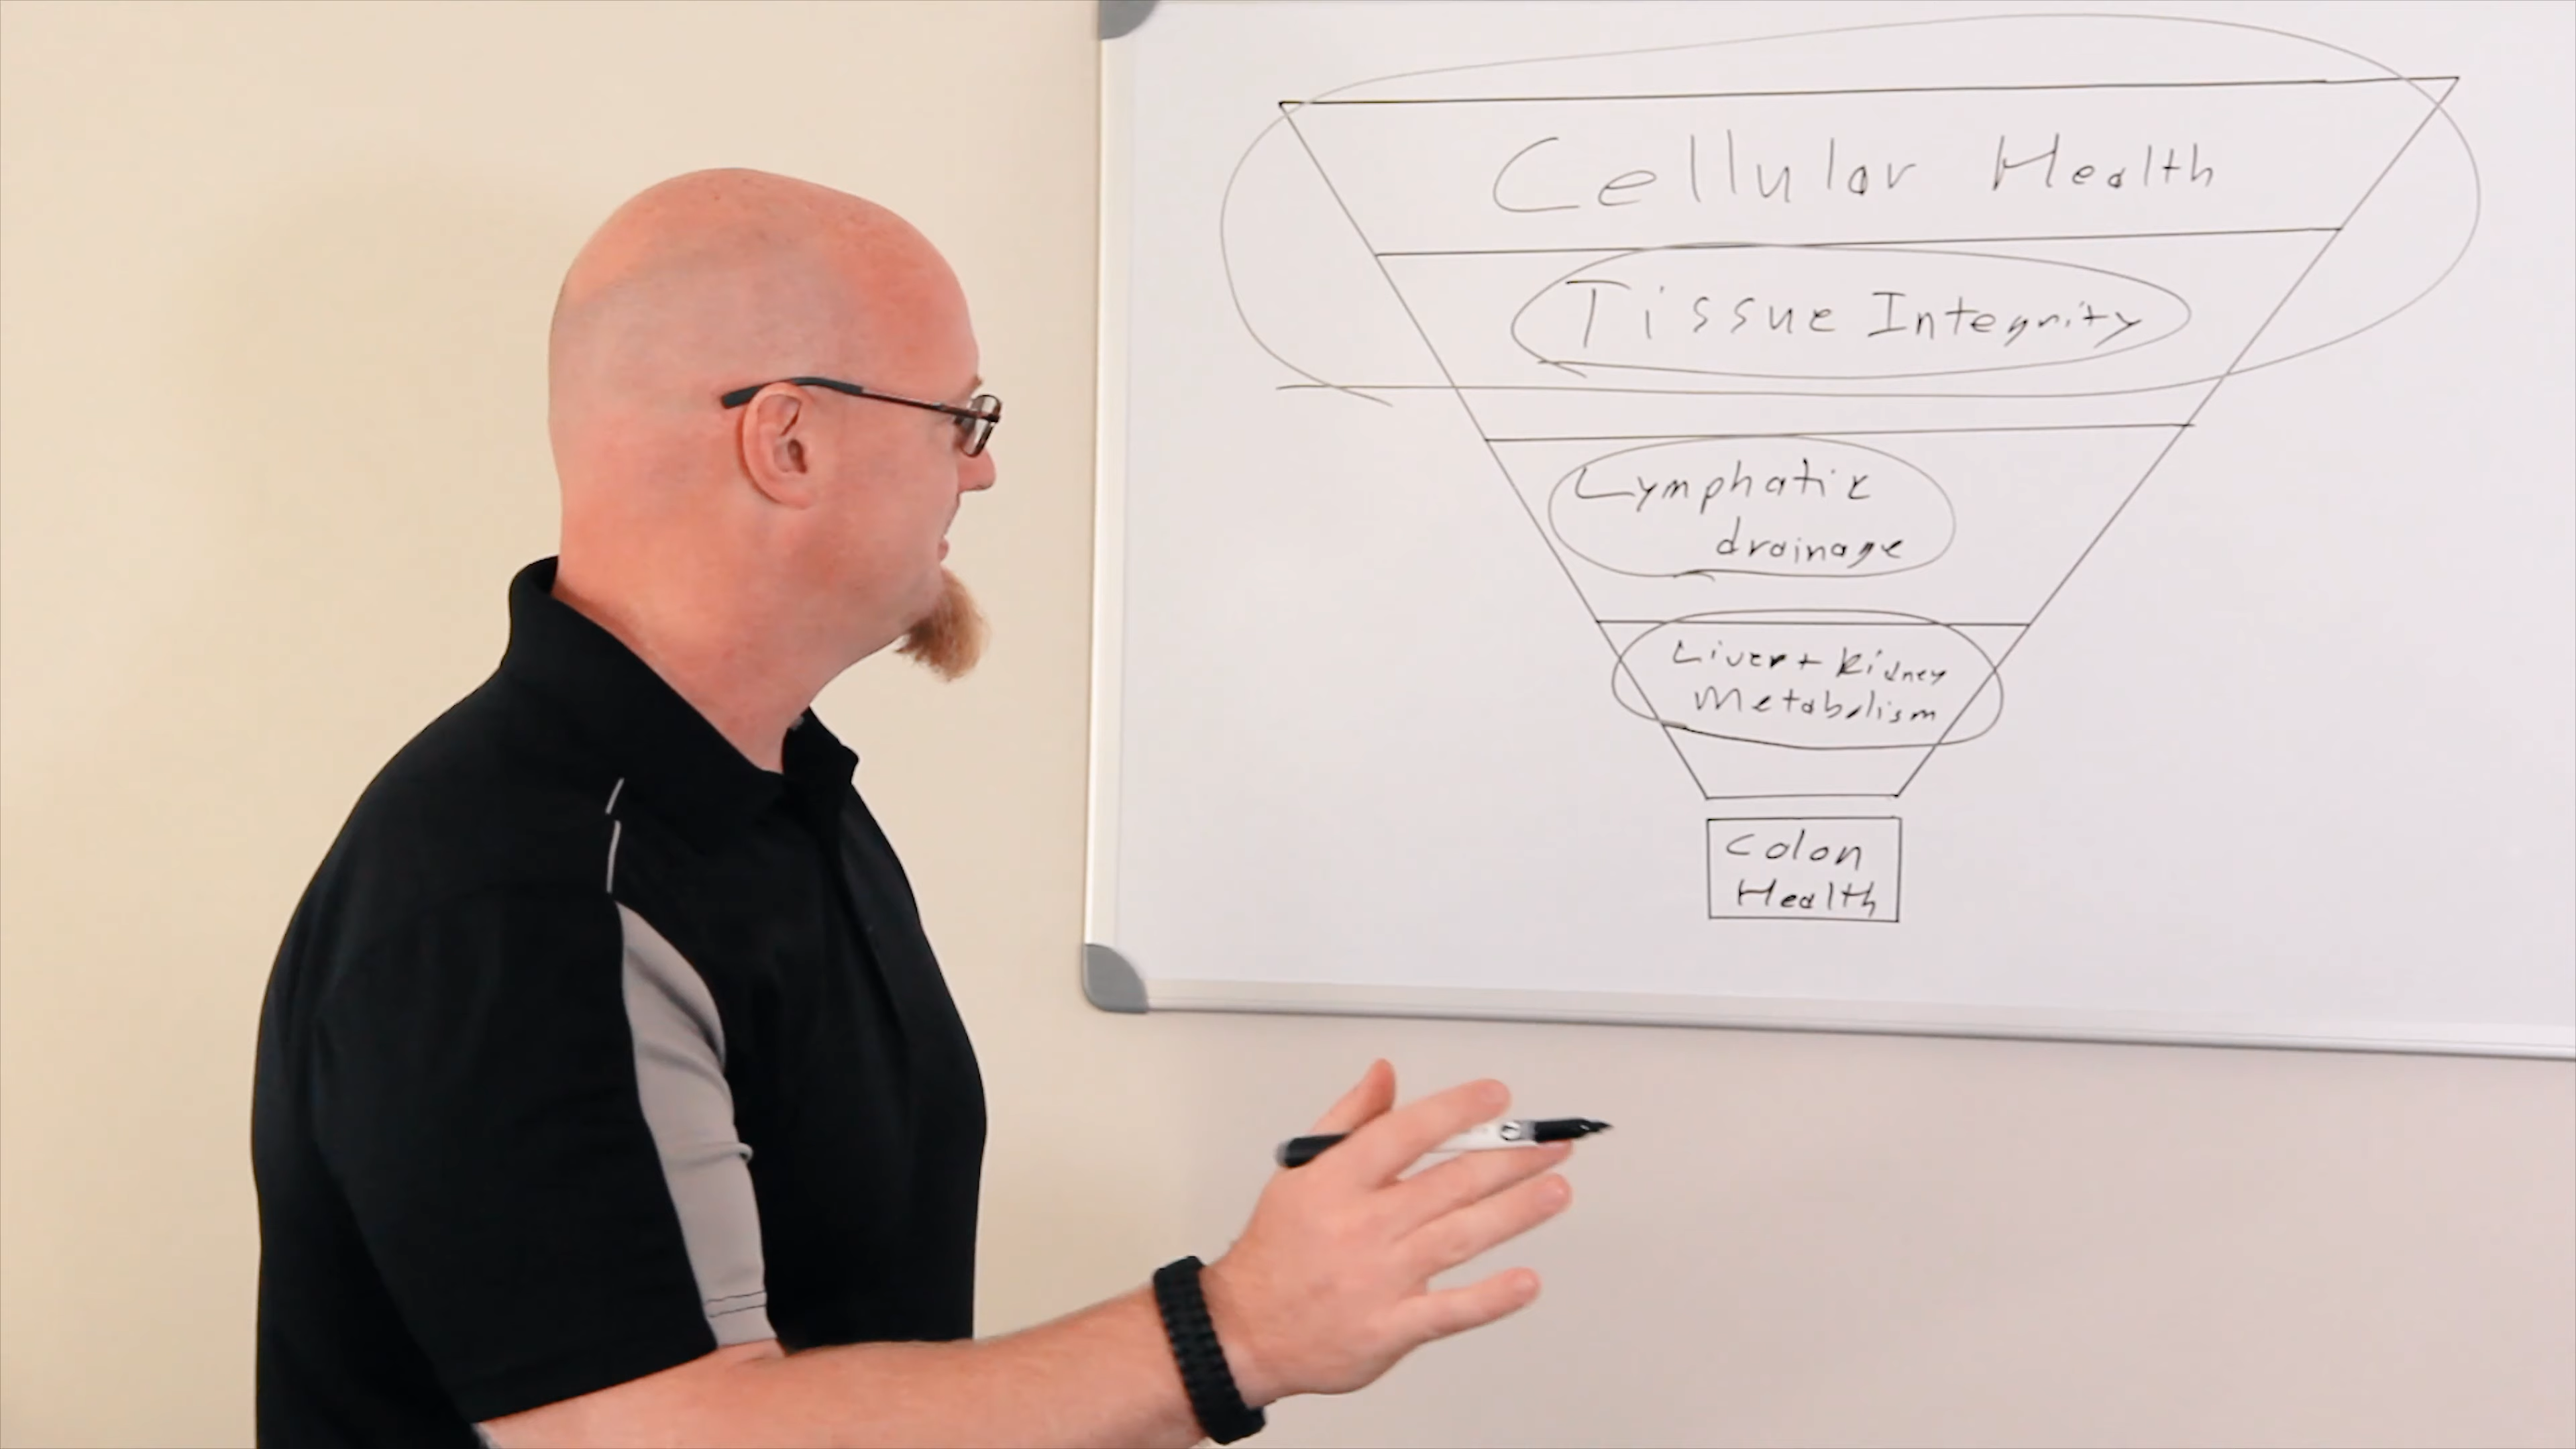 Cellular Health
Tissue Integrity
Lymphatic
drainage
Liver + Kidney
Metabolism
Colon
Health